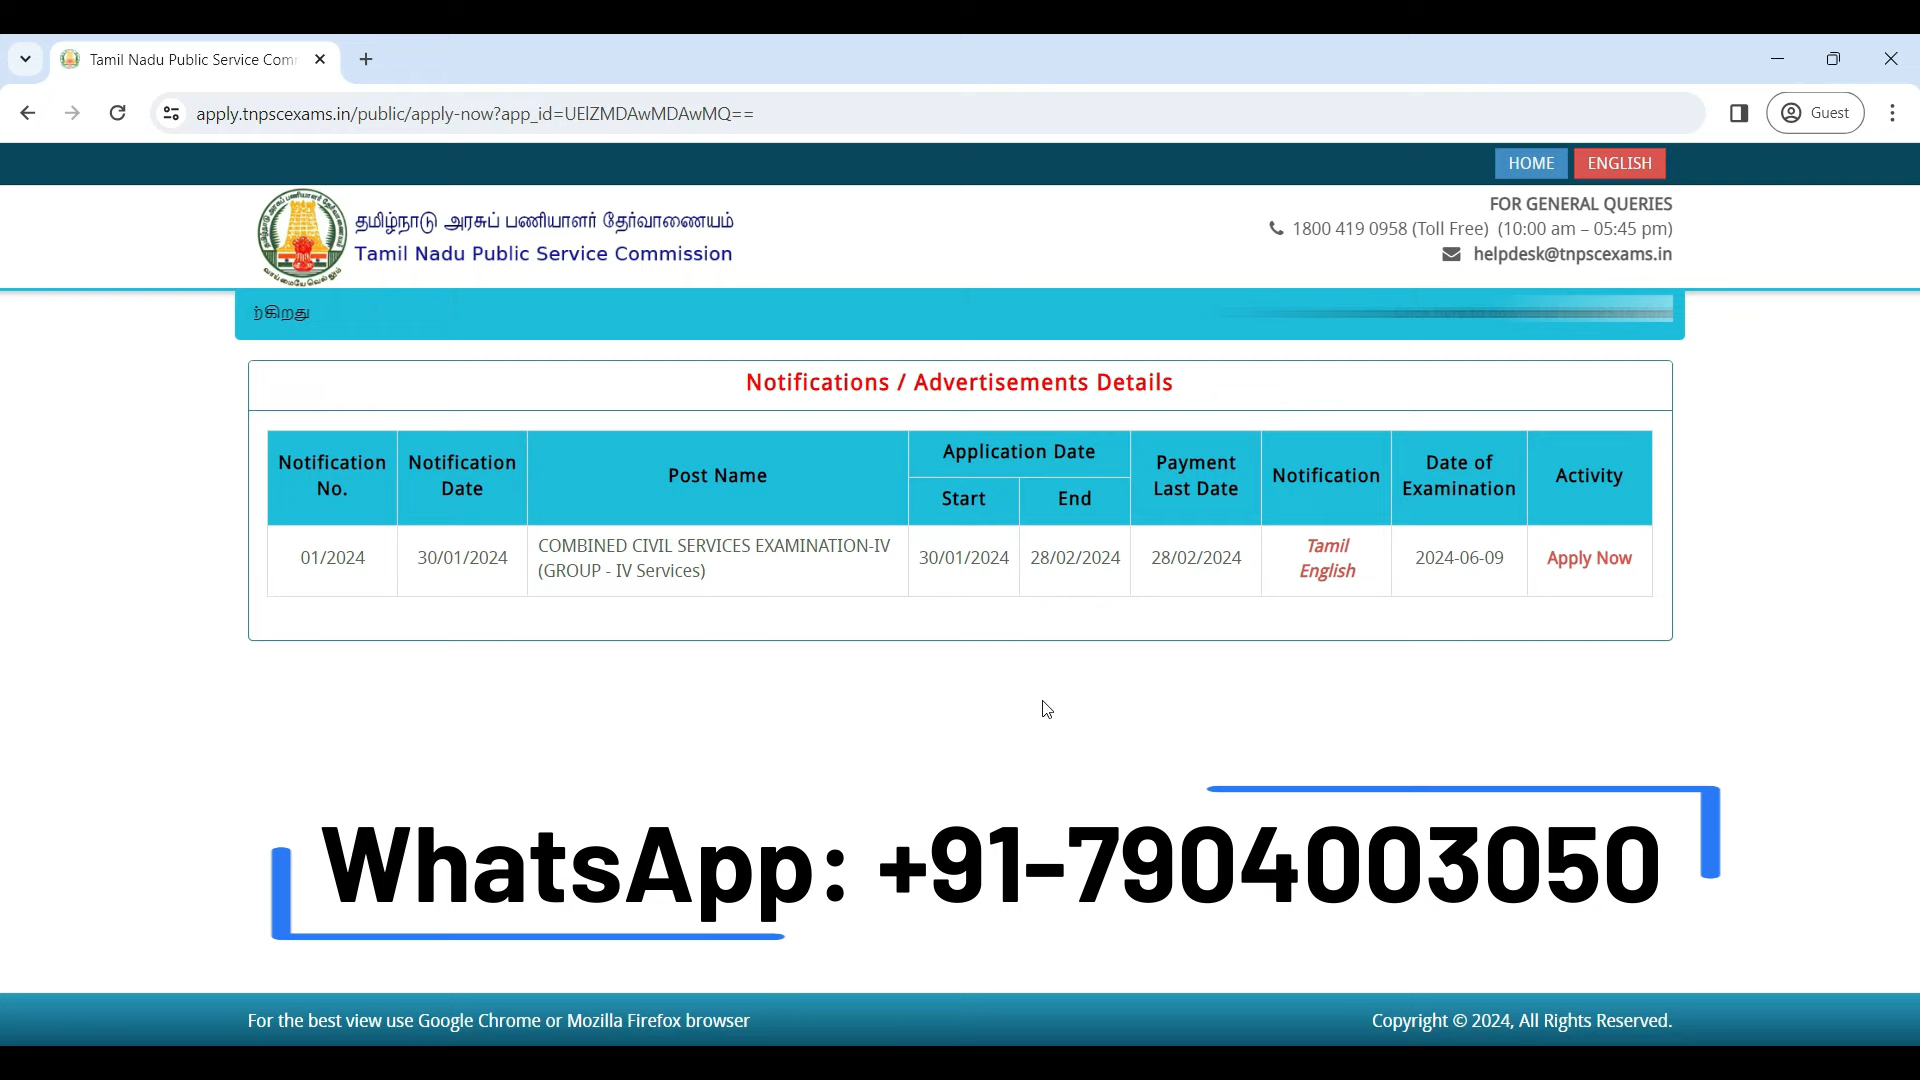 Tamil Nadu Public Service Com
apply.tnpscexams.in/public/apply-now?app_id=UElZMDAwMDAwMQ==
Guest
HOME
ENGLISH
தமிழ்நாடு அரசுப் பணியாளர் தேர்வாணையம்
Tamil Nadu Public Service Commission
FOR GENERAL QUERIES
1800 419 0958 (Toll Free) (10:00 am – 05:45 pm)
helpdesk@tnpscexams.in
ற்கிறது
Notifications / Advertisements Details
Notification No.
Notification Date
Post Name
Application Date
Start
End
Payment Last Date
Notification
Date of Examination
Activity
01/2024
30/01/2024
COMBINED CIVIL SERVICES EXAMINATION-IV
(GROUP - IV Services)
30/01/2024
28/02/2024
28/02/2024
Tamil
English
2024-06-09
Apply Now
WhatsApp: +91-7904003050
For the best view use Google Chrome or Mozilla Firefox browser
Copyright © 2024, All Rights Reserved.